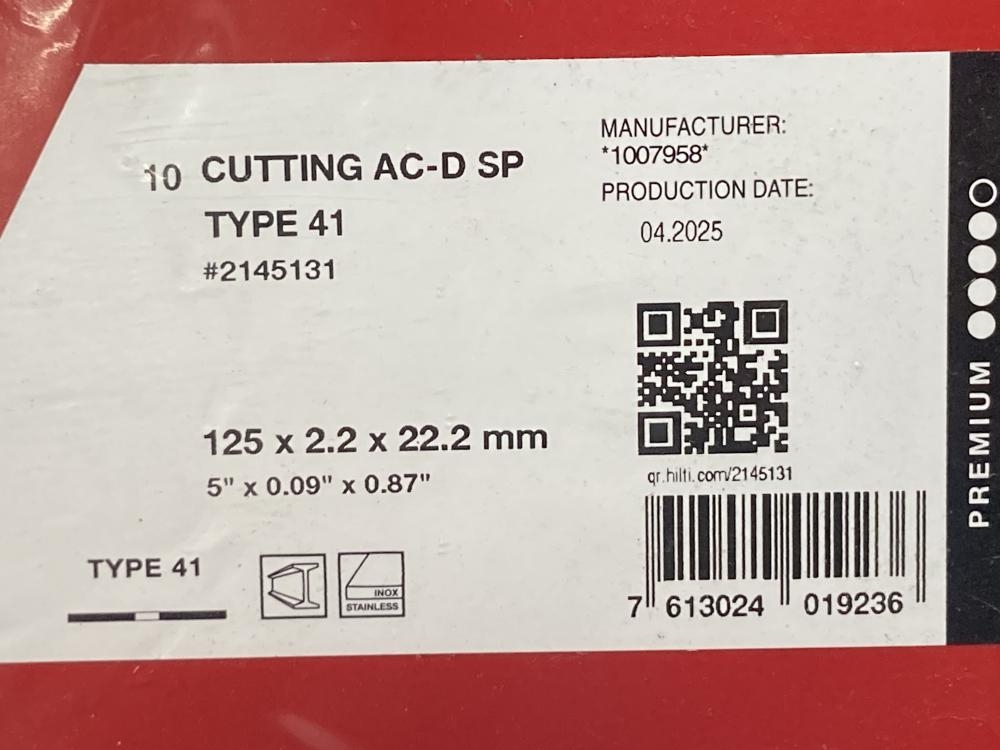 10 CUTTING AC-D SP
TYPE 41
#2145131
125 x 2.2 x 22.2 mm
5" x 0.09" x 0.87"
TYPE 41
INOX
STAINLESS
MANUFACTURER:
*1007958*
PRODUCTION DATE:
04.2025
qr.hilti.com/2145131
7 613024 019236
PREMIUM